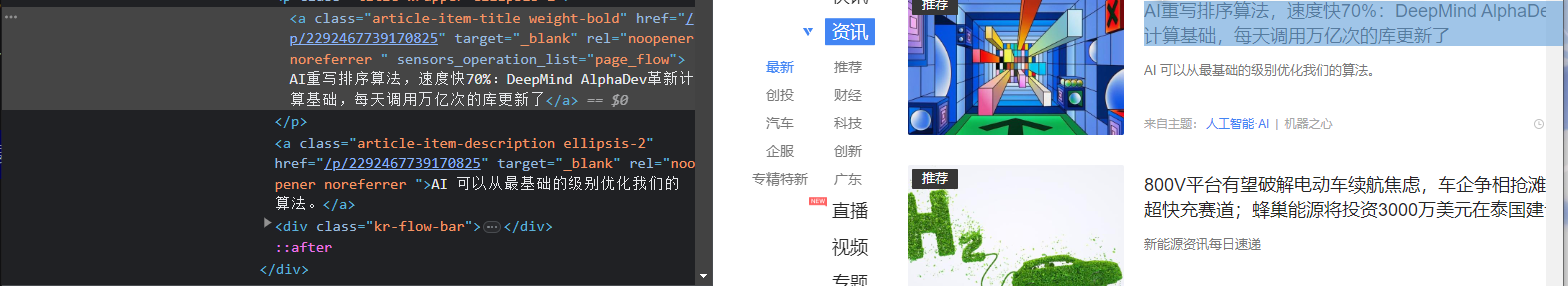 <a class="article-item-title weight-bold" href="/
p/2292467739170825" target="_blank" rel="noopener
noreferrer " sensors_operation_list="page_flow">
AI重写排序算法，速度快70%：DeepMind AlphaDev革新计
算基础，每天调用万亿次的库更新了</a> == $0
</p>
<a class="article-item-description ellipsis-2"
href="/p/2292467739170825" target="_blank" rel="noo
pener noreferrer ">AI 可以从最基础的级别优化我们的
算法。</a>
<div class="kr-flow-bar">…</div>
::after
</div>
资讯
最新 推荐
创投 财经
汽车 科技
企服 创新
专精特新 广东
NEW
直播
视频
专题
推荐
AI重写排序算法，速度快70%：DeepMind AlphaDe
计算基础，每天调用万亿次的库更新了
AI 可以从最基础的级别优化我们的算法。
来自主题： 人工智能·AI | 机器之心
推荐
H2
800V平台有望破解电动车续航焦虑，车企争相抢滩
超快充赛道；蜂巢能源将投资3000万美元在泰国建
新能源资讯每日速递